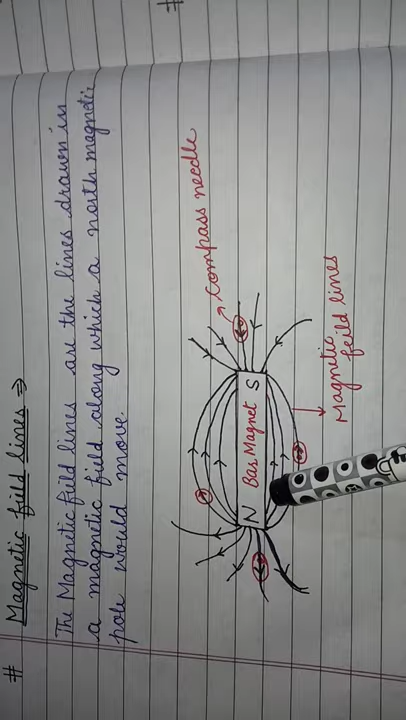 # Magnetic field lines ⇒
The Magnetic field lines are the lines drawn in
a magnetic field along which a north magnetic
pole would move.
Compass needle
N Bar Magnet S
Magnetic
feild lines